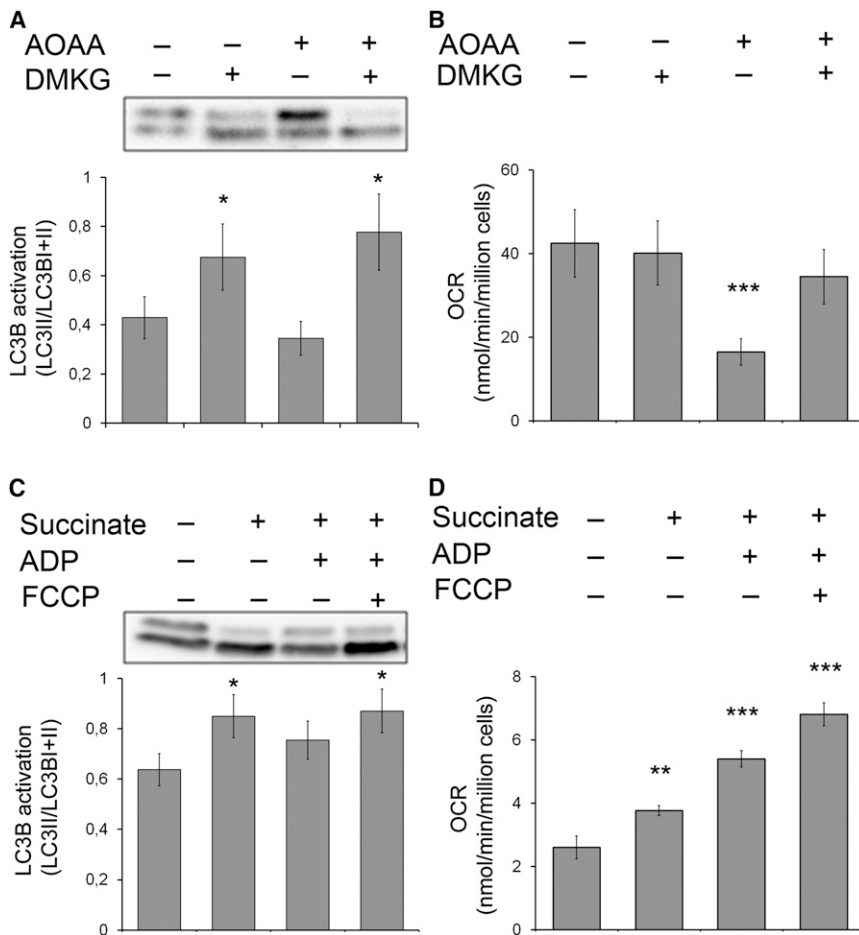 A
AOAA – – + +
DMKG – + – +
LC3B activation
(LC3II/LC3BI+II)
1
0,8
0,6
0,4
0,2
0
*
*
B
AOAA – – + +
DMKG – + – +
OCR
(nmol/min/million cells)
60
40
20
0
***
C
Succinate – + + +
ADP – – + +
FCCP – – – +
LC3B activation
(LC3II/LC3BI+II)
1
0,8
0,6
0,4
0,2
0
*
*
D
Succinate – + + +
ADP – – + +
FCCP – – – +
OCR
(nmol/min/million cells)
8
6
4
2
0
**
***
***